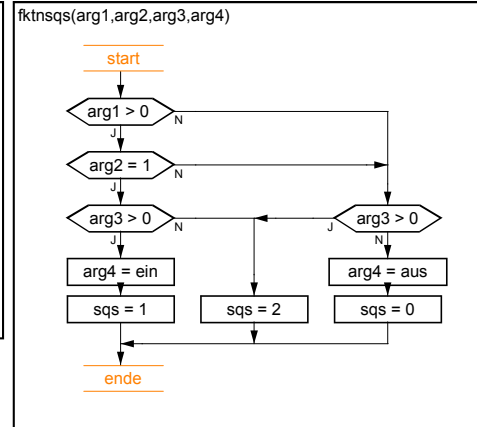 fktnsqs(arg1,arg2,arg3,arg4)
start
arg1 > 0
N
J
arg2 = 1
N
J
arg3 > 0
N
J
arg3 > 0
J
N
arg4 = ein
arg4 = aus
sqs = 1
sqs = 2
sqs = 0
ende